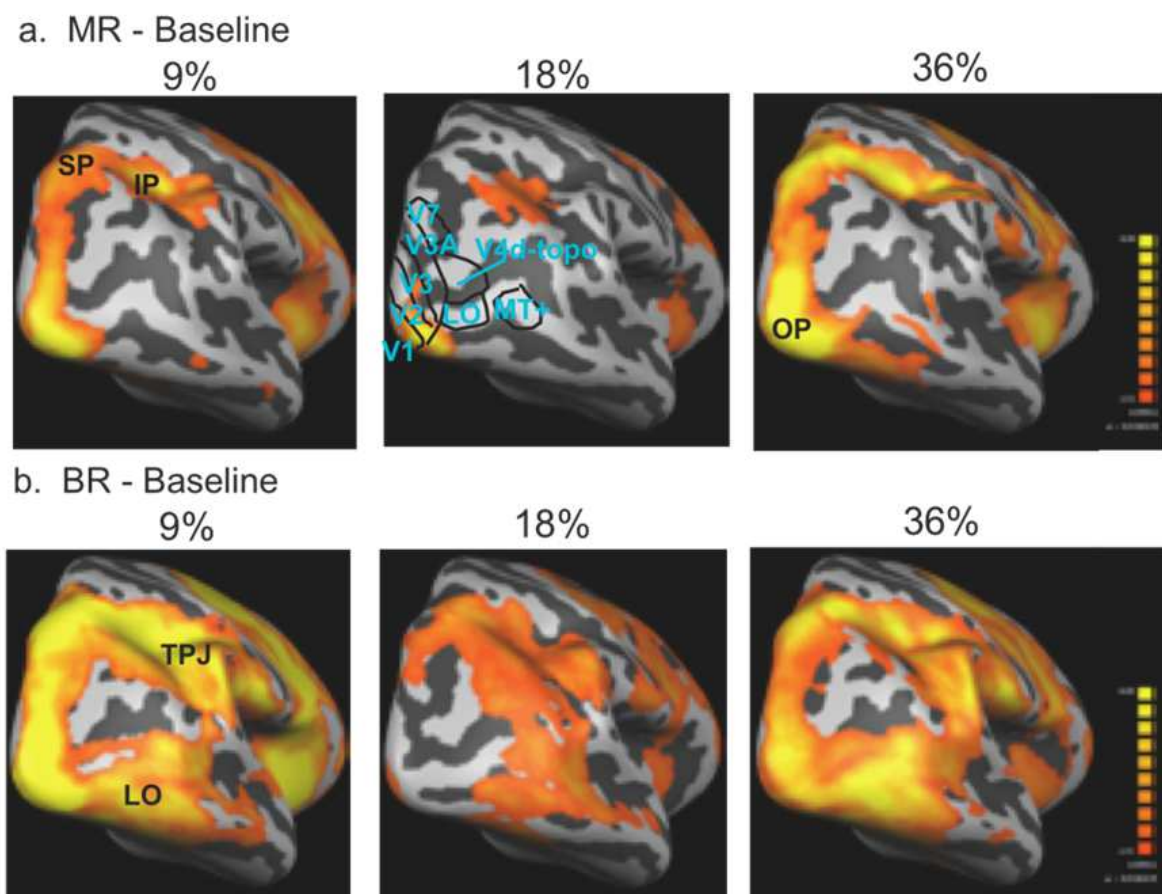 a. MR - Baseline
9% 18% 36%
SP
IP
V7
V3A
V4d-topo
V3
V2 LO MT+
V1
OP
b. BR - Baseline
9% 18% 36%
TPJ
LO